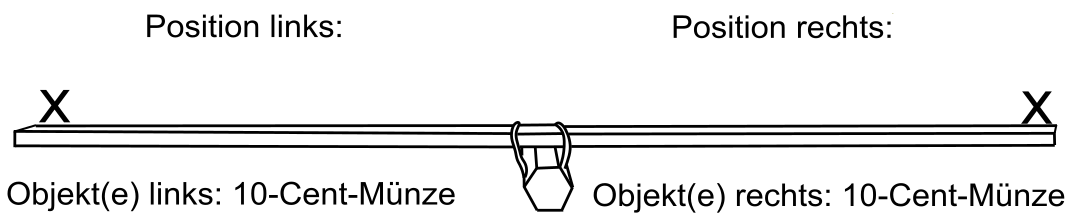 Position links: Position rechts:
X X
Objekt(e) links: 10-Cent-Münze Objekt(e) rechts: 10-Cent-Münze